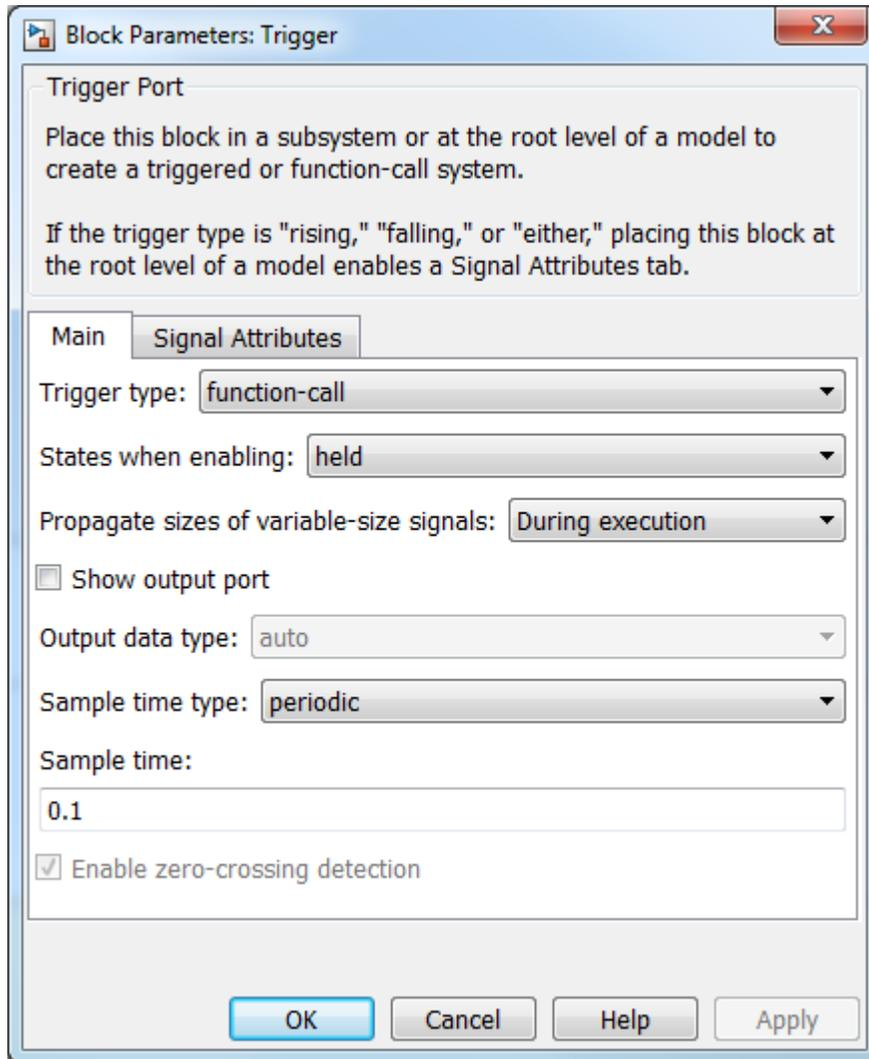 Block Parameters: Trigger
Trigger Port
Place this block in a subsystem or at the root level of a model to
create a triggered or function-call system.
If the trigger type is "rising," "falling," or "either," placing this block at
the root level of a model enables a Signal Attributes tab.
Main Signal Attributes
Trigger type: function-call
States when enabling: held
Propagate sizes of variable-size signals: During execution
Show output port
Output data type: auto
Sample time type: periodic
Sample time:
0.1
Enable zero-crossing detection
OK Cancel Help Apply